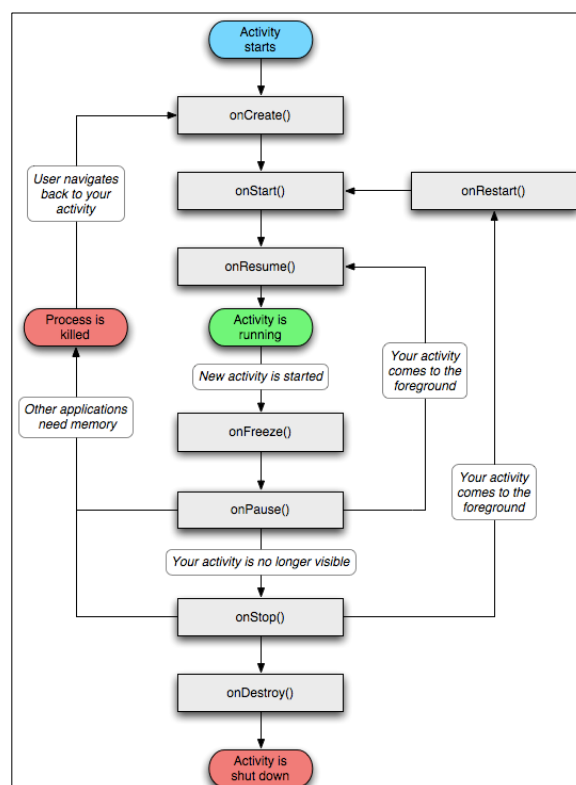 Activity
starts
onCreate()
User navigates
back to your
activity
onStart()
onRestart()
onResume()
Process is
killed
Activity is
running
Your activity
comes to the
foreground
New activity is started
Other applications
need memory
onFreeze()
Your activity
comes to the
foreground
onPause()
Your activity is no longer visible
onStop()
onDestroy()
Activity is
shut down